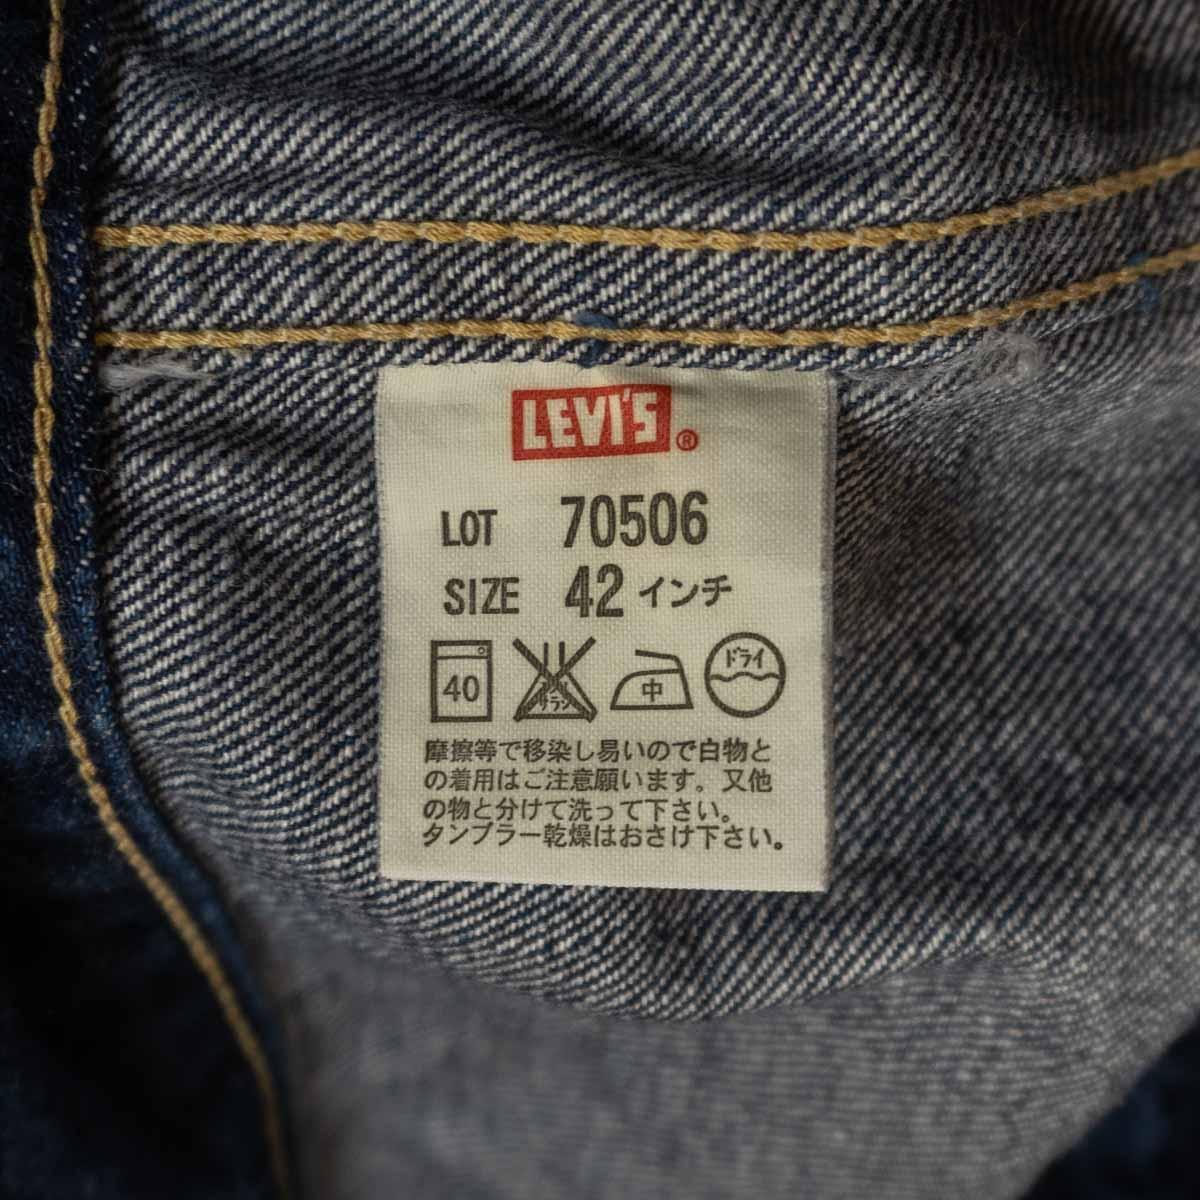 LEVI'S ®
LOT 70506
SIZE 42 インチ
40 サラシ 中 ドライ
摩擦等で移染し易いので白物と
の着用はご注意願います。又他
の物と分けて洗って下さい。
タンブラー乾燥はおさけ下さい。